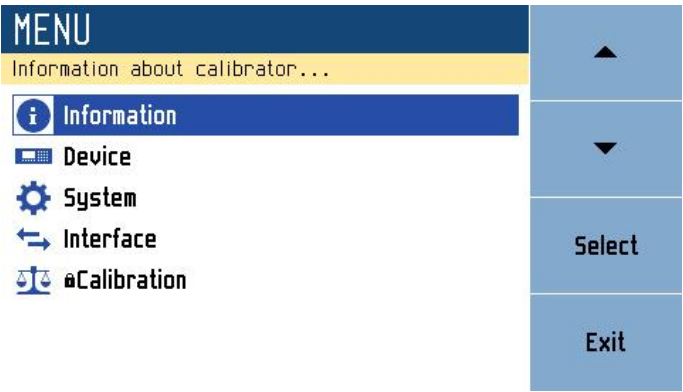 MENU
Information about calibrator...
Information
Device
System
Interface
Calibration
Select
Exit